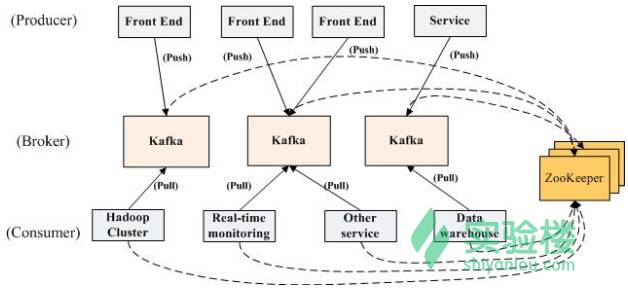 (Producer)
Front End
Front End
Front End
Service
(Push)
(Push)
(Push)
(Push)
(Broker)
Kafka
Kafka
Kafka
ZooKeeper
(Pull)
(Pull)
(Pull)
(Pull)
(Consumer)
Hadoop
Cluster
Real-time
monitoring
Other
service
Data
warehouse
实验楼
shiyanlou.com